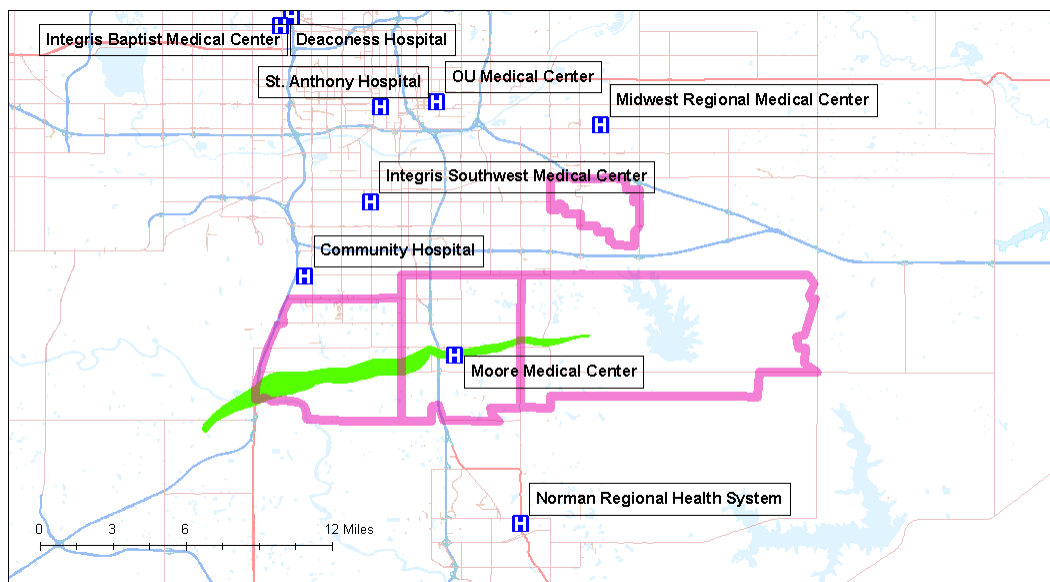 Integris Baptist Medical Center
Deaconess Hospital
St. Anthony Hospital
OU Medical Center
Midwest Regional Medical Center
Integris Southwest Medical Center
Community Hospital
Moore Medical Center
Norman Regional Health System
0 3 6 12 Miles
H
H
H
H
H
H
H
H
H